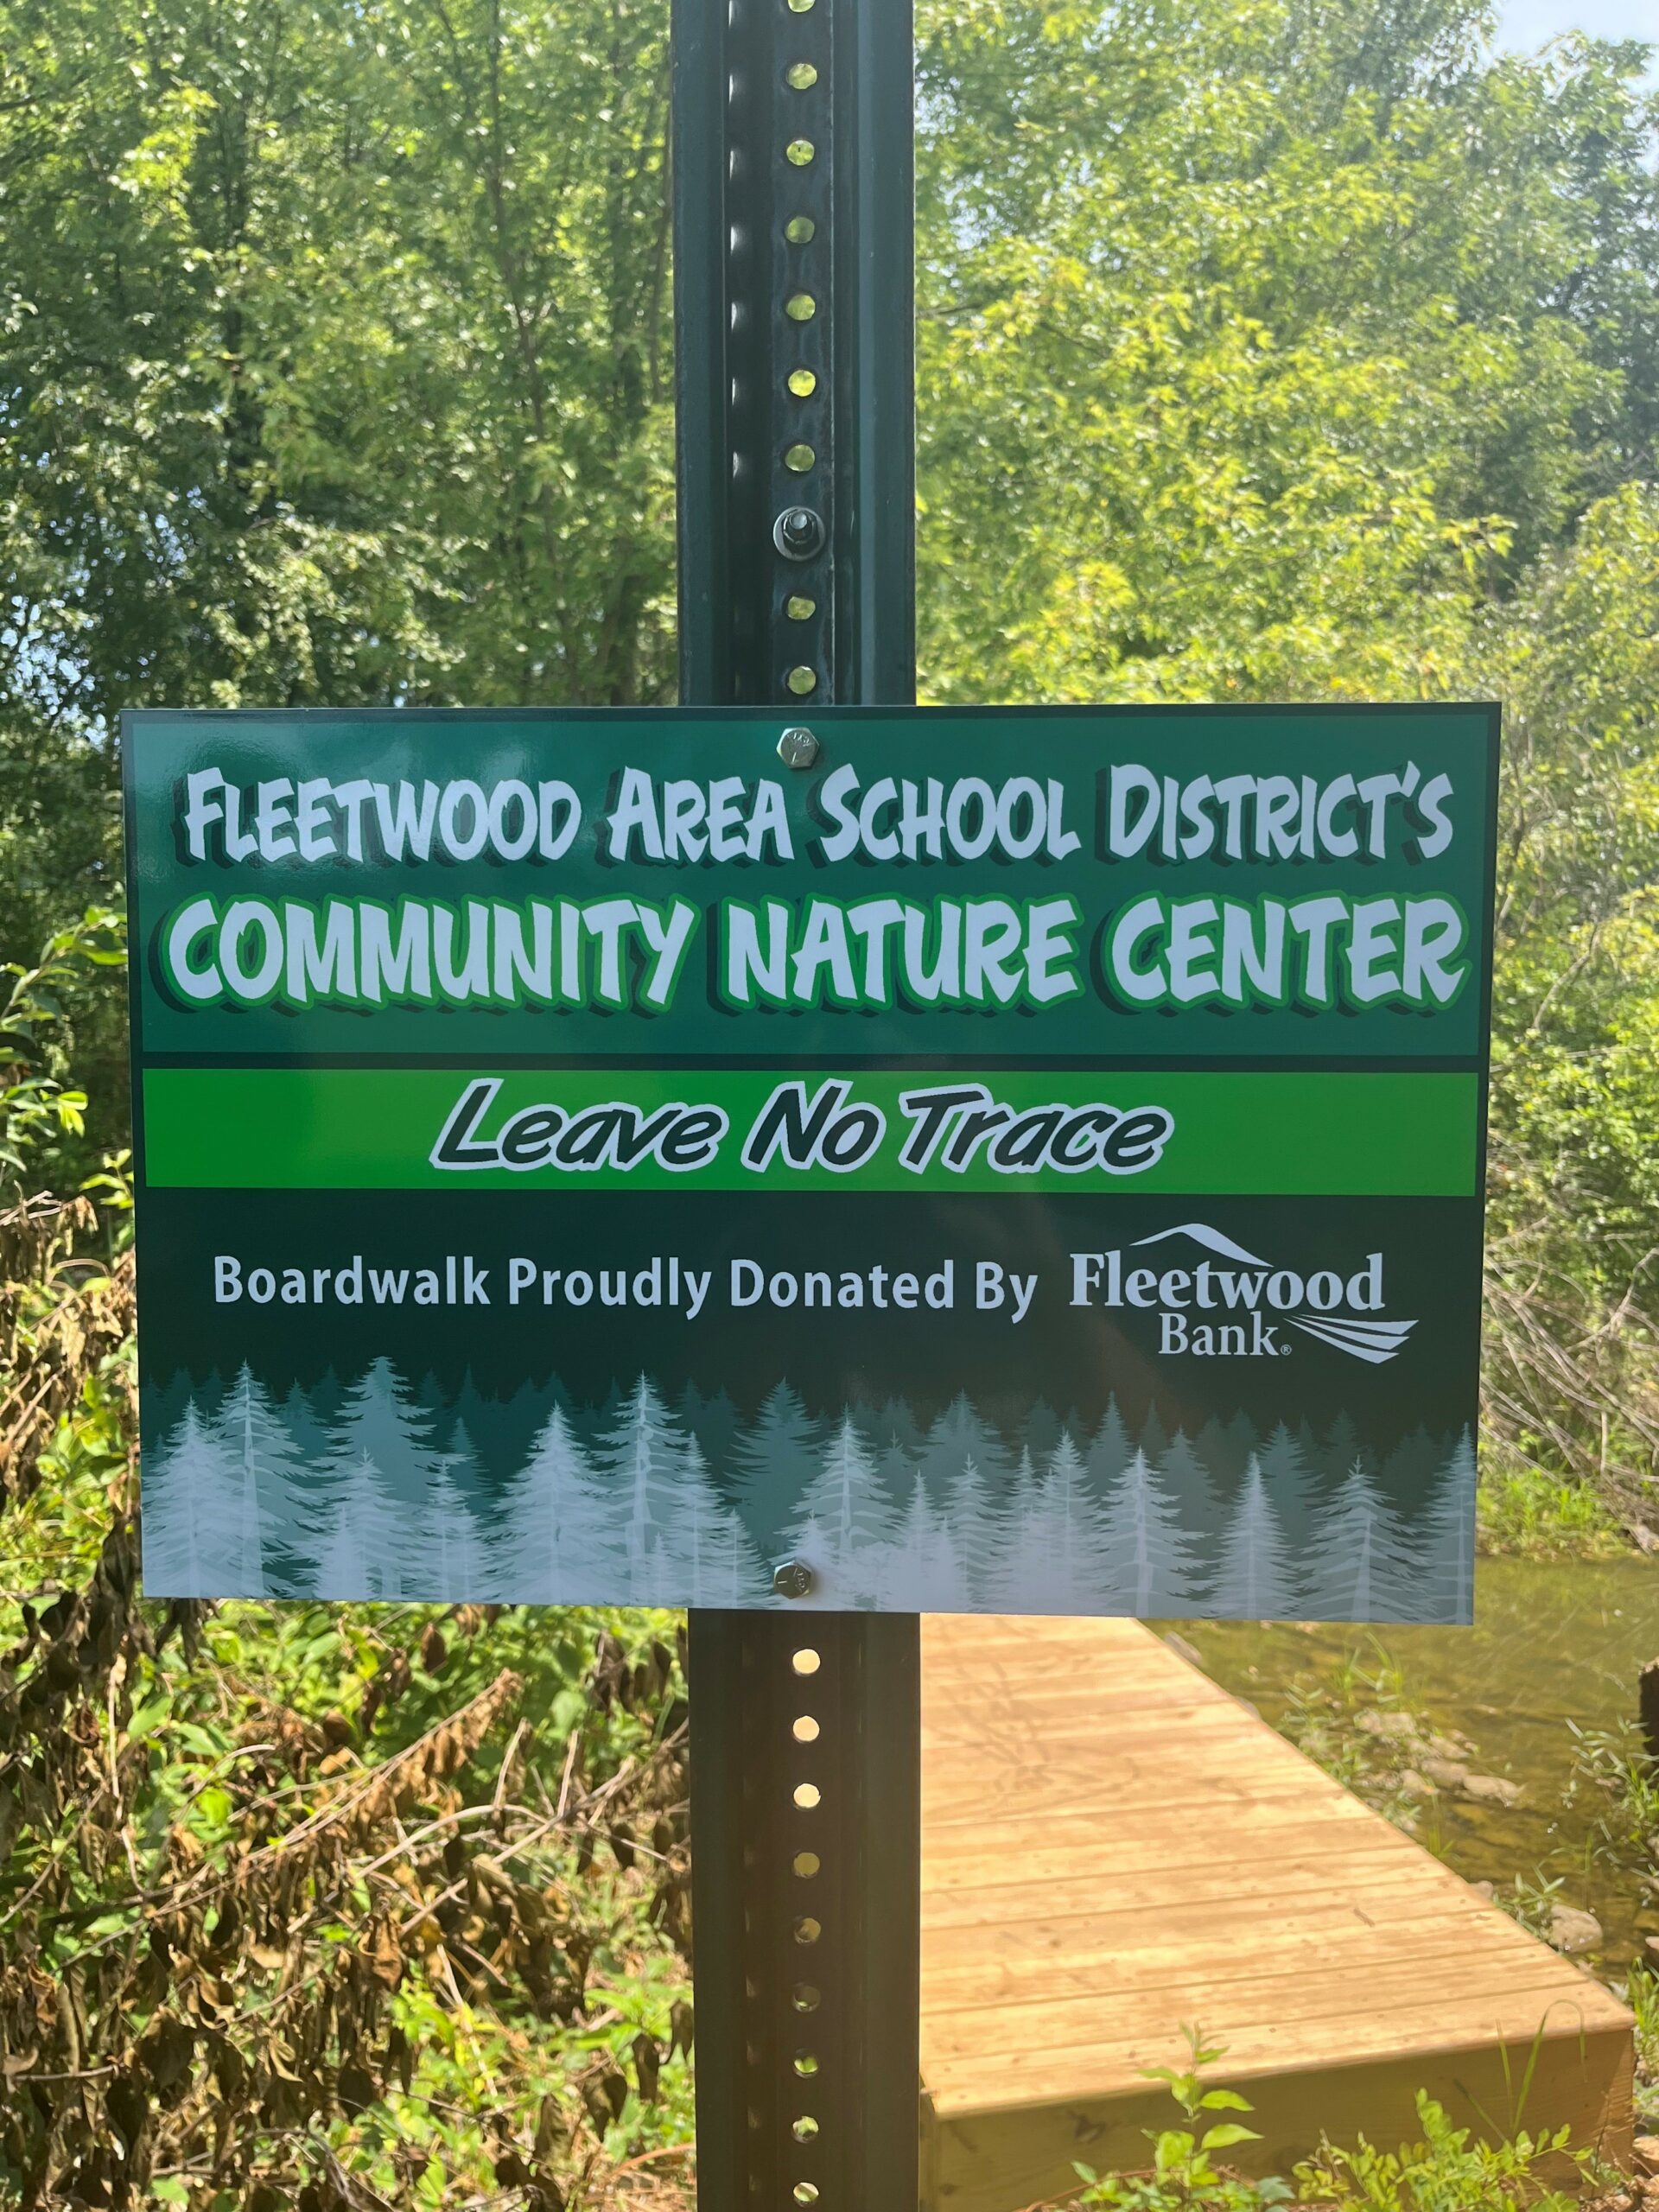 Fleetwood Area School District's
COMMUNITY NATURE CENTER
Leave No Trace
Boardwalk Proudly Donated By Fleetwood
Bank®